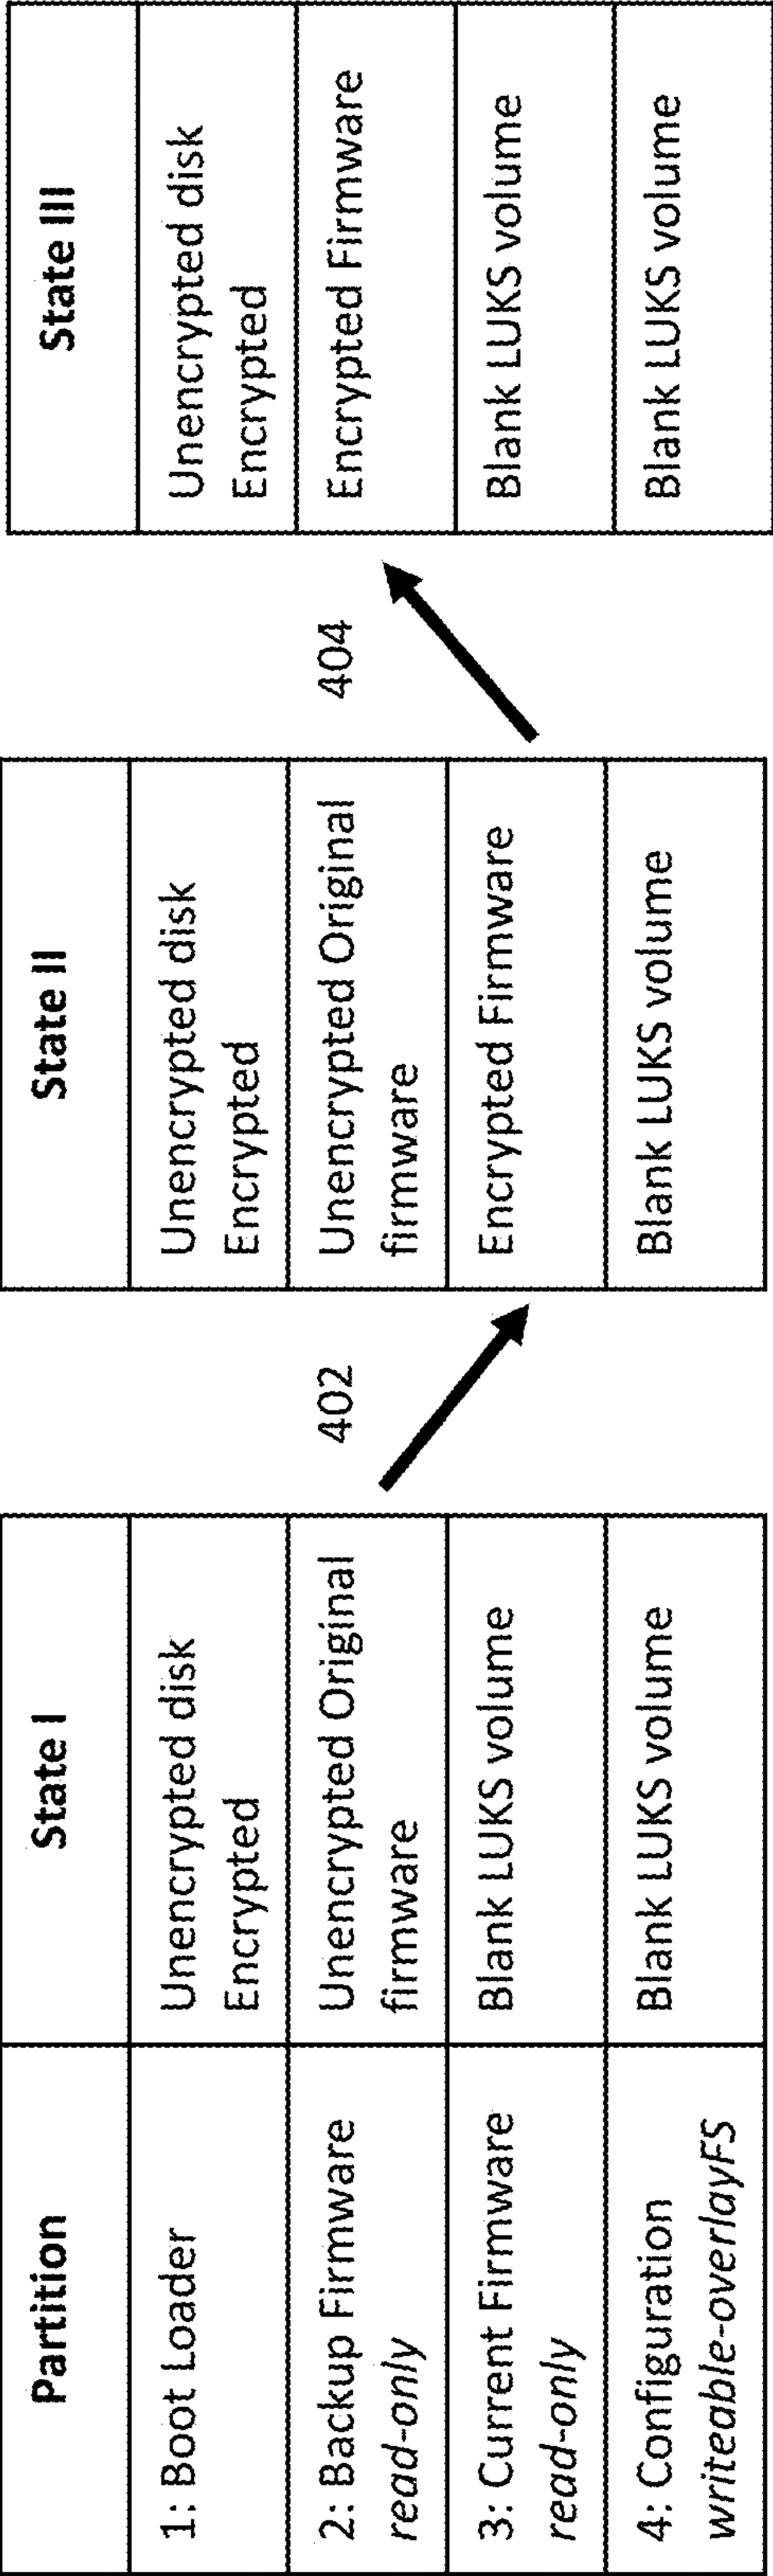 Partition
State I
1: Boot Loader
Unencrypted disk
Encrypted
2: Backup Firmware
read-only
Unencrypted Original
firmware
3: Current Firmware
read-only
Blank LUKS volume
4: Configuration
writeable-overlayFS
Blank LUKS volume
402
State II
Unencrypted disk
Encrypted
Unencrypted Original
firmware
Encrypted Firmware
Blank LUKS volume
404
State III
Unencrypted disk
Encrypted
Encrypted Firmware
Blank LUKS volume
Blank LUKS volume